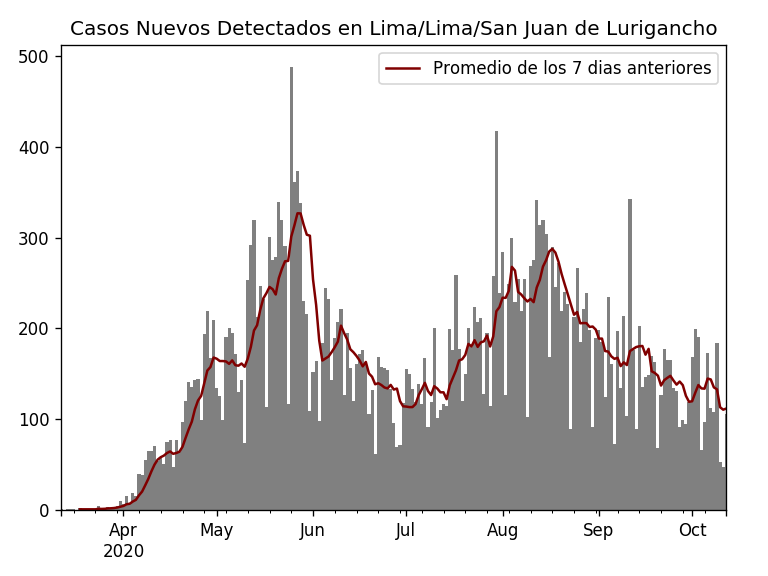 Casos Nuevos Detectados en Lima/Lima/San Juan de Lurigancho
Promedio de los 7 dias anteriores
500
400
300
200
100
0
Apr May Jun Jul Aug Sep Oct
2020